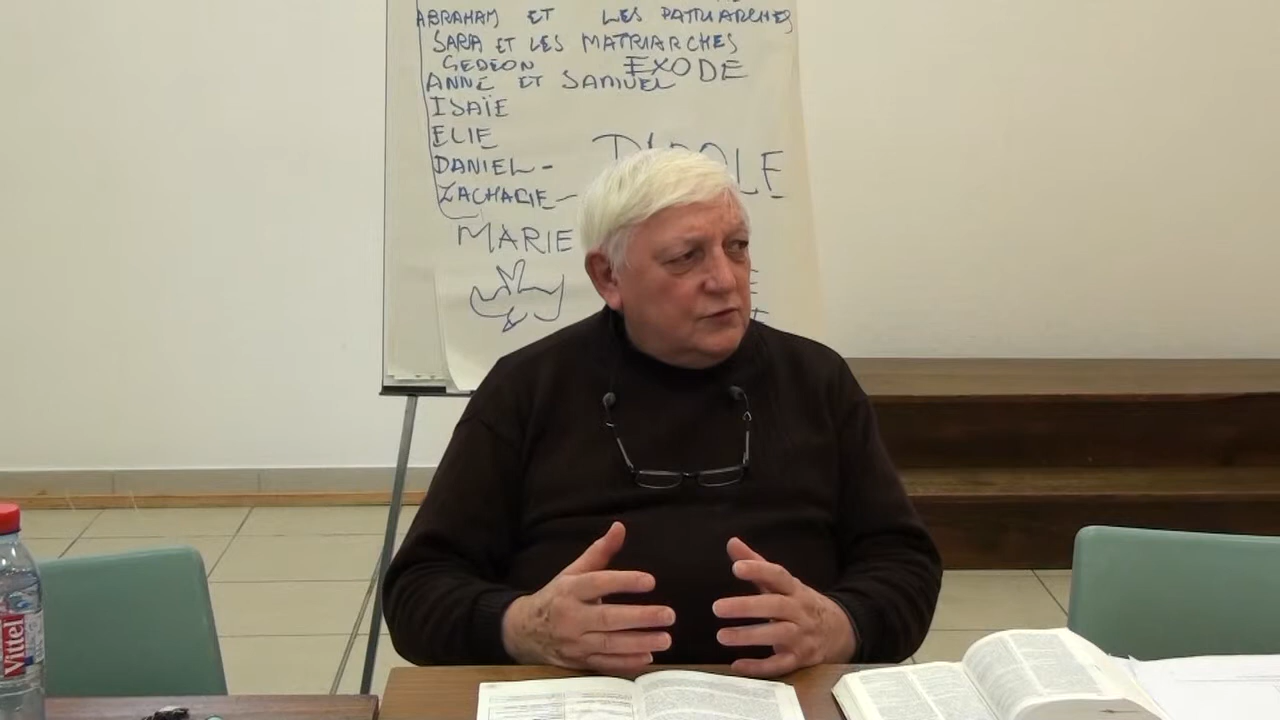 ABRAHAM ET LES PATRIARCHES
SARA ET LES MATRIARCHES
GEDEON EXODE
ANNE ET SAMUEL
ISAÏE
ELIE
DANIEL-
ZACHARIE-
MARIE
Vittel